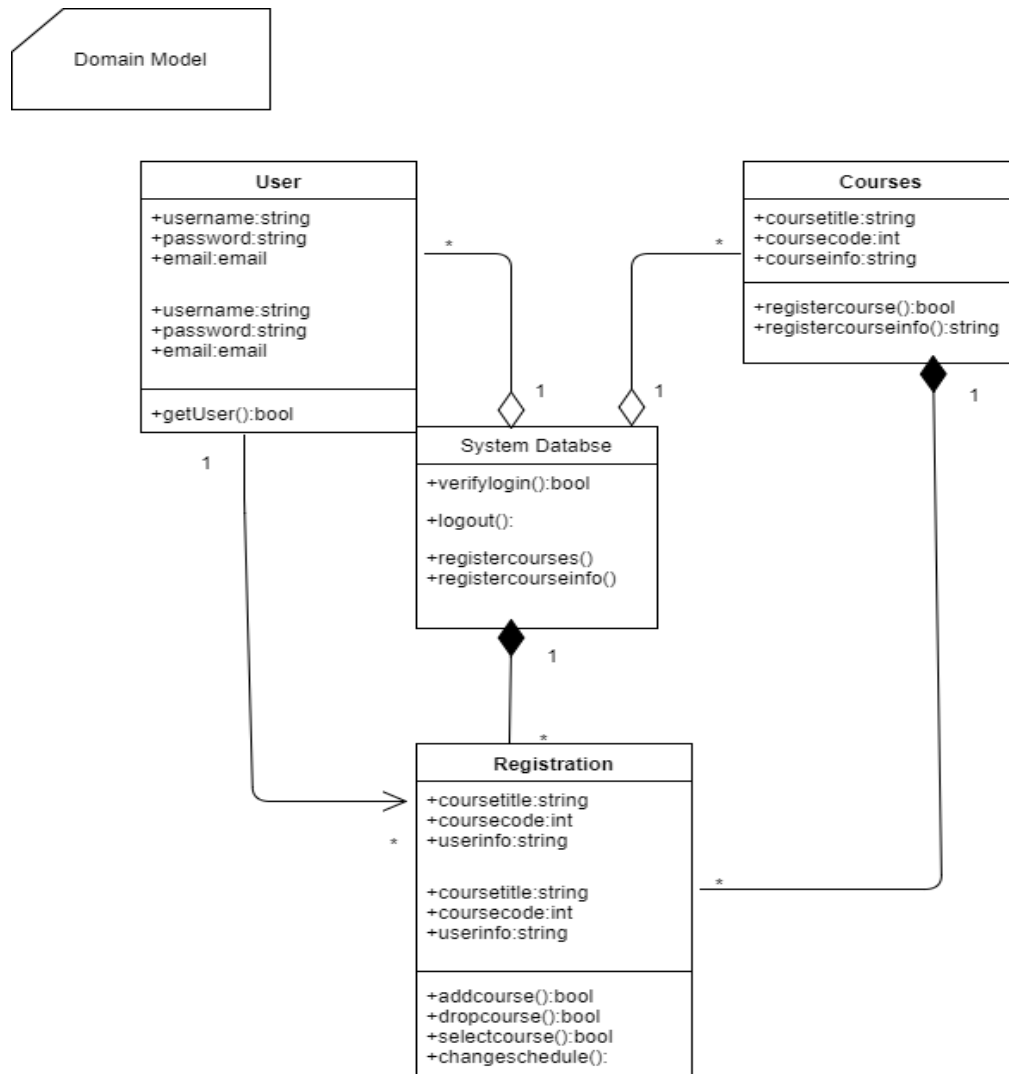 Domain Model
User
+username:string
+password:string
+email:email
+username:string
+password:string
+email:email
+getUser():bool
Courses
+coursetitle:string
+coursecode:int
+courseinfo:string
+registercourse():bool
+registercourseinfo():string
*
*
1
1
1
1
System Databse
+verifylogin():bool
+logout():
+registercourses()
+registercourseinfo()
1
*
*
*
Registration
+coursetitle:string
+coursecode:int
+userinfo:string
+coursetitle:string
+coursecode:int
+userinfo:string
+addcourse():bool
+dropcourse():bool
+selectcourse():bool
+changeschedule():